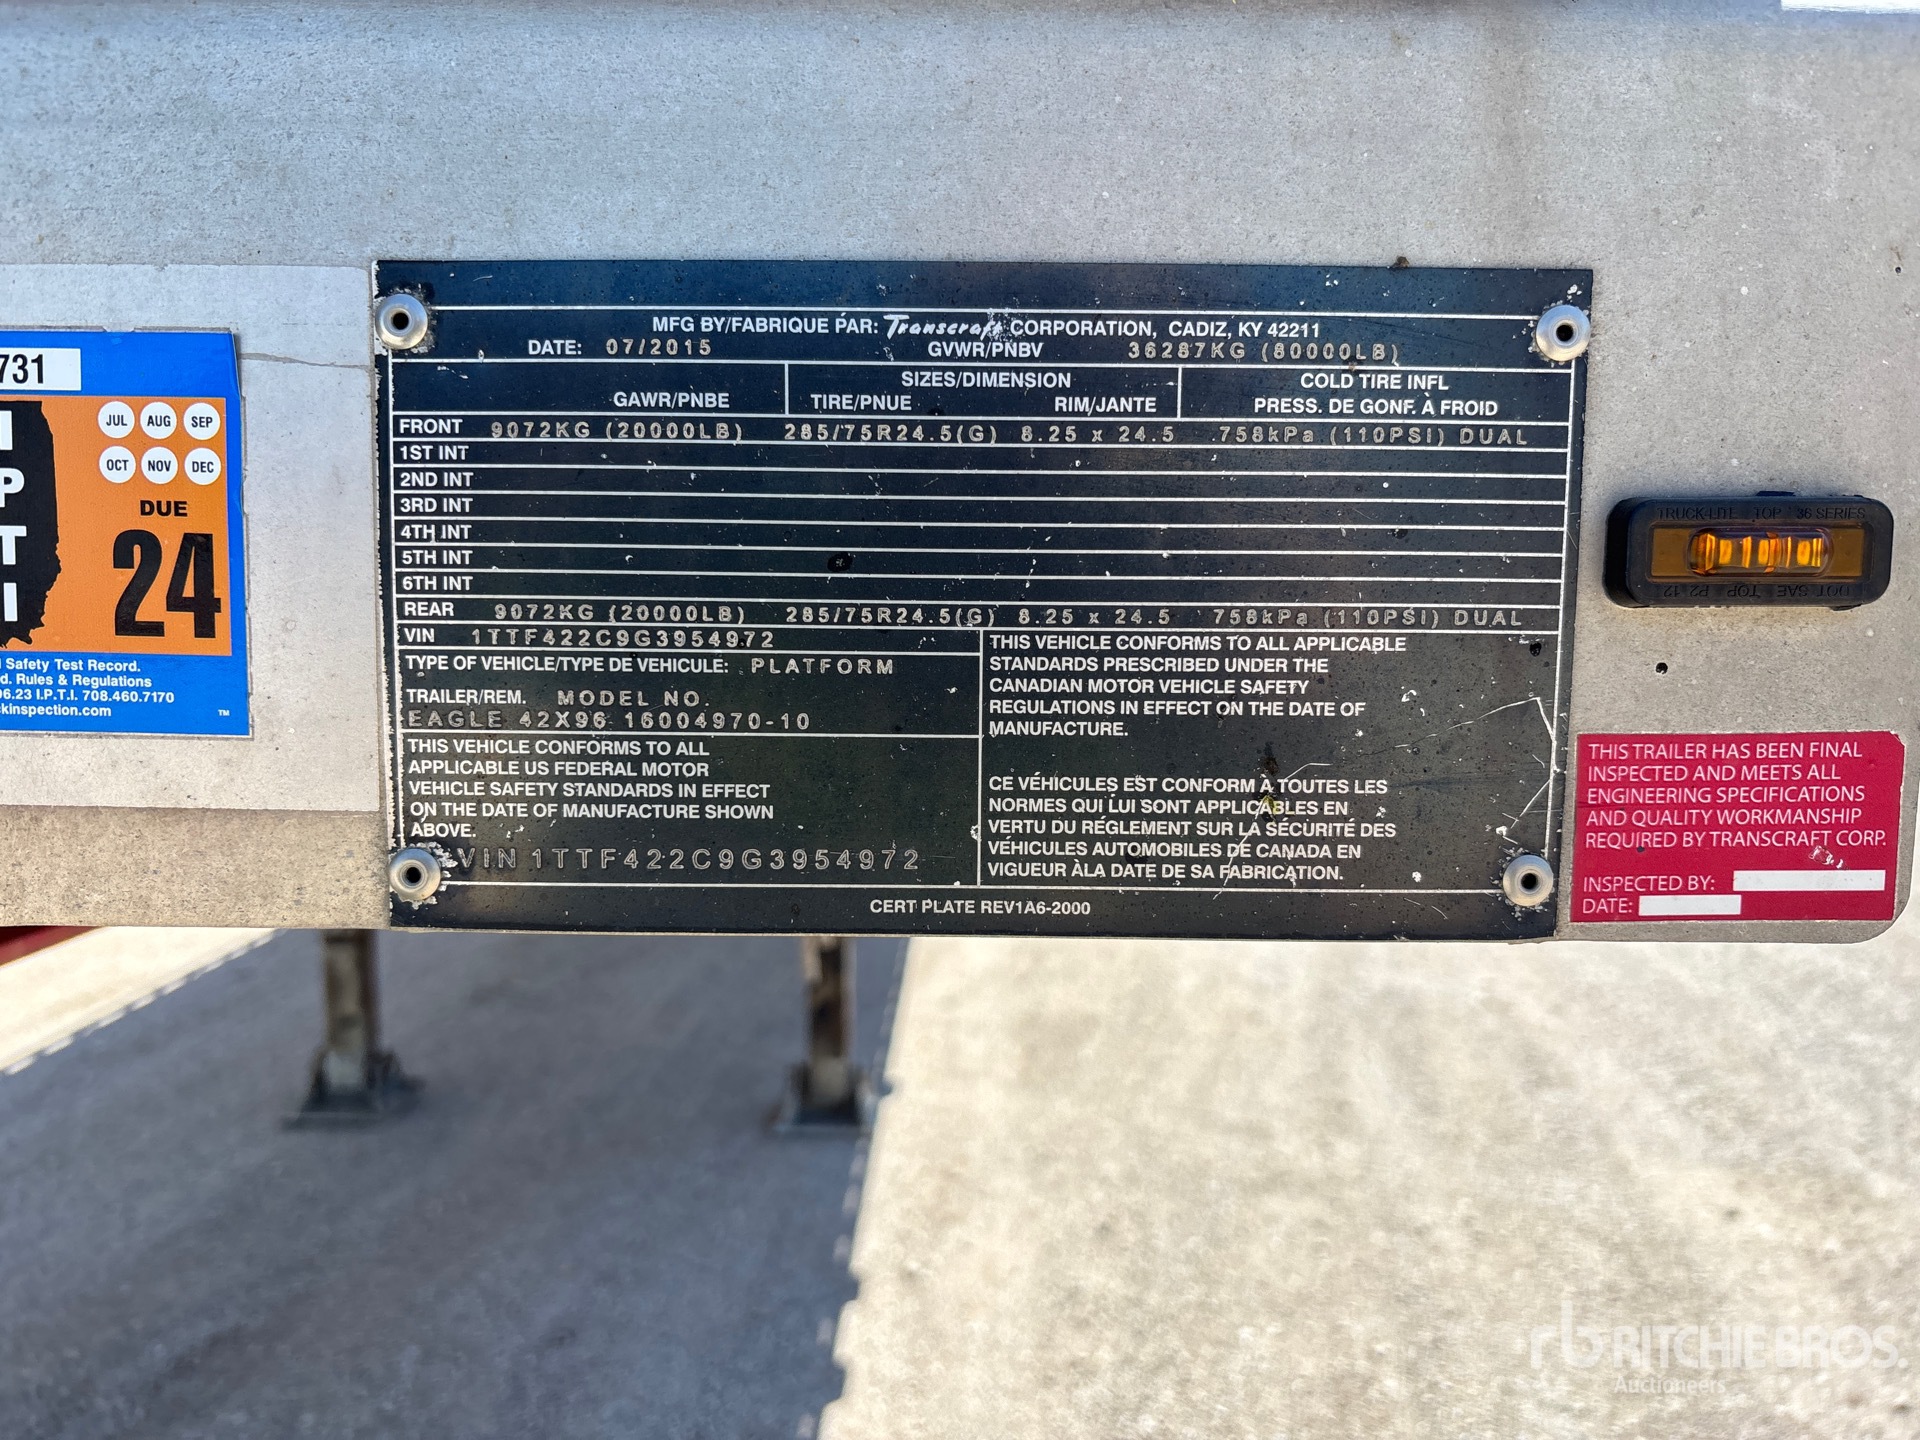 731
JUL AUG SEP
OCT NOV DEC
DUE
24
Safety Test Record.
d. Rules & Regulations
06.23 I.P.T.I. 708.460.7170
ckinspection.com
TM
MFG BY/FABRIQUE PAR: Transcraft CORPORATION, CADIZ, KY 42211
DATE: 07/2015 GVWR/PNBV 36287KG (80000LB)
GAWR/PNBE SIZES/DIMENSION COLD TIRE INFL
TIRE/PNUE RIM/JANTE PRESS. DE GONF. À FROID
FRONT 9072KG (20000LB) 285/75R24.5(G) 8.25 x 24.5 758kPa (110PSI) DUAL
1ST INT
2ND INT
3RD INT
4TH INT
5TH INT
6TH INT
REAR 9072KG (20000LB) 285/75R24.5(G) 8.25 x 24.5 758kPa (110PSI) DUAL
VIN 1TTF422C9G3954972
TYPE OF VEHICLE/TYPE DE VEHICULE: PLATFORM
TRAILER/REM. MODEL NO.
EAGLE 42X96 16004970-10
THIS VEHICLE CONFORMS TO ALL
APPLICABLE US FEDERAL MOTOR
VEHICLE SAFETY STANDARDS IN EFFECT
ON THE DATE OF MANUFACTURE SHOWN
ABOVE.
VIN 1TTF422C9G3954972
THIS VEHICLE CONFORMS TO ALL APPLICABLE
STANDARDS PRESCRIBED UNDER THE
CANADIAN MOTOR VEHICLE SAFETY
REGULATIONS IN EFFECT ON THE DATE OF
MANUFACTURE.
CE VÉHICULES EST CONFORM À TOUTES LES
NORMES QUI LUI SONT APPLICABLES EN
VERTU DU RÉGLEMENT SUR LA SÉCURITÉ DES
VÉHICULES AUTOMOBILES DE CANADA EN
VIGUEUR ÀLA DATE DE SA FABRICATION.
CERT PLATE REV1A6-2000
TRUCK-LITE TOP 36 SERIES
DOT SAE TOP P2 12
THIS TRAILER HAS BEEN FINAL
INSPECTED AND MEETS ALL
ENGINEERING SPECIFICATIONS
AND QUALITY WORKMANSHIP
REQUIRED BY TRANSCRAFT CORP.
INSPECTED BY:
DATE:
rb RITCHIE BROS.
Auctioneers